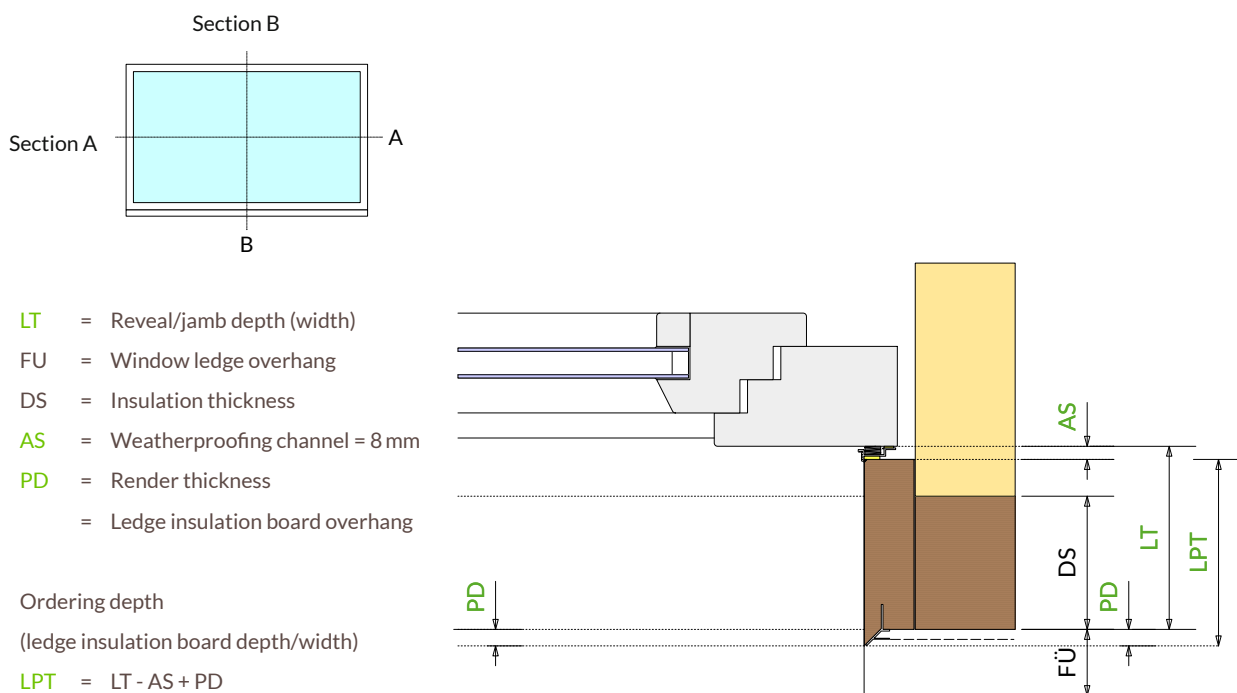 Section B
Section A
A
B
LT = Reveal/jamb depth (width)
FU = Window ledge overhang
DS = Insulation thickness
AS = Weatherproofing channel = 8 mm
PD = Render thickness
= Ledge insulation board overhang
Ordering depth
(ledge insulation board depth/width)
LPT = LT - AS + PD
PD
AS
DS
LT
LPT
PD
FÜ